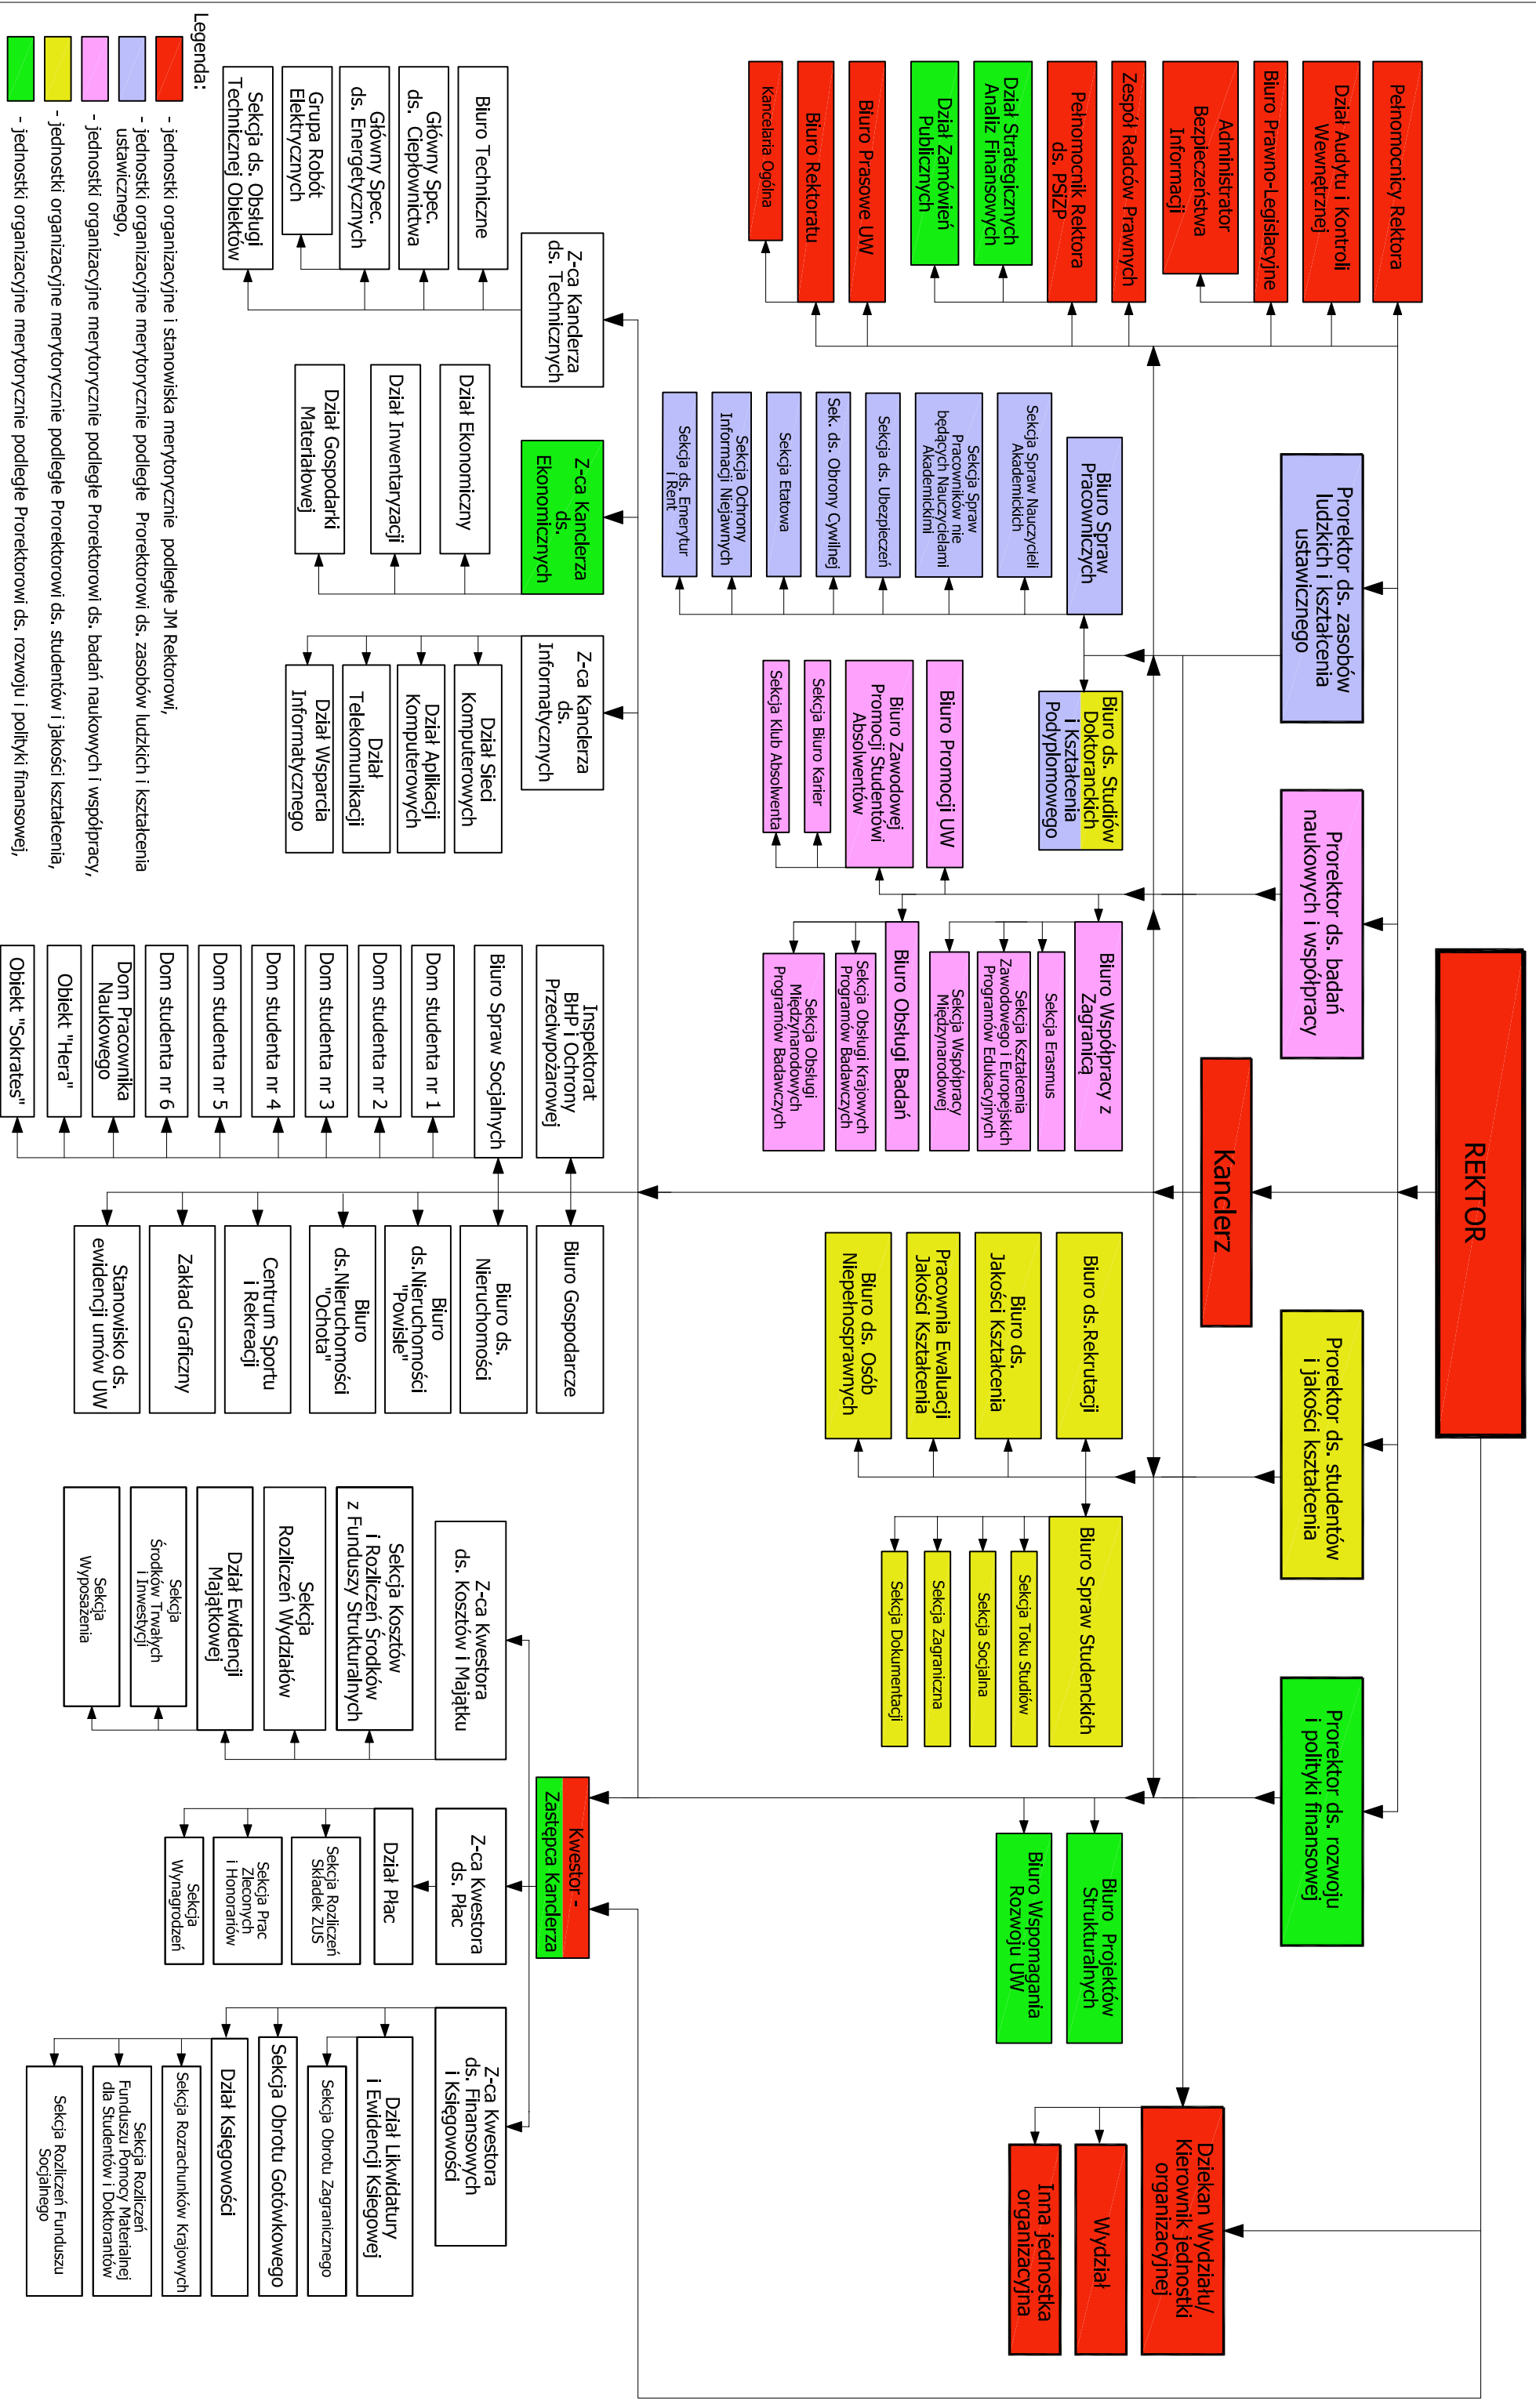 REKTOR
Prorektor ds. zasobów
ludzkich i kształcenia
ustawicznego
Prorektor ds. badań
naukowych i współpracy
Kanclerz
Prorektor ds. studentów
i jakości kształcenia
Prorektor ds. rozwoju
i polityki finansowej
Dziekan Wydziału/
Kierownik jednostki
organizacyjnej
Wydział
Inna jednostka
organizacyjna
Pełnomocnicy Rektora
Dział Audytu i Kontroli
Wewnętrznej
Biuro Prawno-Legislacyjne
Administrator
Bezpieczeństwa
Informacji
Zespół Radców Prawnych
Pełnomocnik Rektora
ds. PSiZP
Dział Strategicznych
Analiz Finansowych
Dział Zamówień
Publicznych
Biuro Prasowe UW
Biuro Rektoratu
Kancelaria Ogólna
Biuro Spraw
Pracowniczych
Sekcja Spraw Nauczycieli
Akademickich
Sekcja Spraw
Pracowników nie
będących Nauczycielami
Akademickimi
Sekcja ds. Ubezpieczeń
Sek. ds. Obrony Cywilnej
Sekcja Etatowa
Sekcja Ochrony
Informacji Niejawnych
Sekcja ds. Emerytur
i Rent
Biuro ds. Studiów
Doktoranckich
i Kształcenia
Podyplomowego
Biuro Promocji UW
Biuro Zawodowej
Promocji Studentówi
Absolwentów
Sekcja Biuro Karier
Sekcja Klub Absolwenta
Biuro Współpracy z
Zagranicą
Sekcja Erasmus
Sekcja Kształcenia
Zawodowego i Europejskich
Programów Edukacyjnych
Sekcja Współpracy
Międzynarodowej
Biuro Obsługi Badań
Sekcja Obsługi Krajowych
Programów Badawczych
Sekcja Obsługi
Międzynarodowych
Programów Badawczych
Biuro ds.Rekrutacji
Biuro ds.
Jakości Kształcenia
Pracownia Ewaluacji
Jakości Kształcenia
Biuro ds. Osób
Niepełnosprawnych
Biuro Spraw Studenckich
Sekcja Toku Studiów
Sekcja Socjalna
Sekcja Zagraniczna
Sekcja Dokumentacji
Biuro Projektów
Strukturalnych
Biuro Wspomagania
Rozwoju UW
Z-ca Kanclerza
ds. Technicznych
Biuro Techniczne
Główny Spec.
ds. Ciepłownictwa
Główny Spec.
ds. Energetycznych
Grupa Robót
Elektrycznych
Sekcja ds. Obsługi
Technicznej Obiektów
Z-ca Kanclerza
ds.
Ekonomicznych
Dział Ekonomiczny
Dział Inwentaryzacji
Dział Gospodarki
Materiałowej
Z-ca Kanclerza
ds.
Informatycznych
Dział Sieci
Komputerowych
Dział Aplikacji
Komputerowych
Dział
Telekomunikacji
Dział Wsparcia
Informatycznego
Inspektorat
BHP i Ochrony
Przeciwpożarowej
Biuro Spraw Socjalnych
Dom studenta nr 1
Dom studenta nr 2
Dom studenta nr 3
Dom studenta nr 4
Dom studenta nr 5
Dom studenta nr 6
Dom Pracownika
Naukowego
Obiekt "Hera"
Obiekt "Sokrates"
Biuro Gospodarcze
Biuro ds.
Nieruchomości
Biuro
ds.Nieruchomości
"Powiśle"
Biuro
ds.Nieruchomości
"Ochota"
Centrum Sportu
i Rekreacji
Zakład Graficzny
Stanowisko ds.
ewidencji umów UW
Kwestor -
Zastępca Kanclerza
Z-ca Kwestora
ds. Kosztów i Majątku
Sekcja Kosztów
i Rozliczeń Środków
z Funduszy Strukturalnych
Sekcja
Rozliczeń Wydziałów
Dział Ewidencji
Majątkowej
Sekcja
Środków Trwałych
i Inwestycji
Sekcja
Wyposażenia
Z-ca Kwestora
ds. Płac
Dział Płac
Sekcja Rozliczeń
Składek ZUS
Sekcja Prac
Zleconych
i Honorariów
Sekcja
Wynagrodzeń
Z-ca Kwestora
ds. Finansowych
i Księgowości
Dział Likwidatury
i Ewidencji Księgowej
Sekcja Obrotu Zagranicznego
Sekcja Obrotu Gotówkowego
Dział Księgowości
Sekcja Rozrachunków Krajowych
Sekcja Rozliczeń
Funduszu Pomocy Materialnej
dla Studentów i Doktorantów
Sekcja Rozliczeń Funduszu
Socjalnego
Legenda:
- jednostki organizacyjne i stanowiska merytorycznie podległe JM Rektorowi,
- jednostki organizacyjne merytorycznie podległe Prorektorowi ds. zasobów ludzkich i kształcenia
ustawicznego,
- jednostki organizacyjne merytorycznie podległe Prorektorowi ds. badań naukowych i współpracy,
- jednostki organizacyjne merytorycznie podległe Prorektorowi ds. studentów i jakości kształcenia,
- jednostki organizacyjne merytorycznie podległe Prorektorowi ds. rozwoju i polityki finansowej,